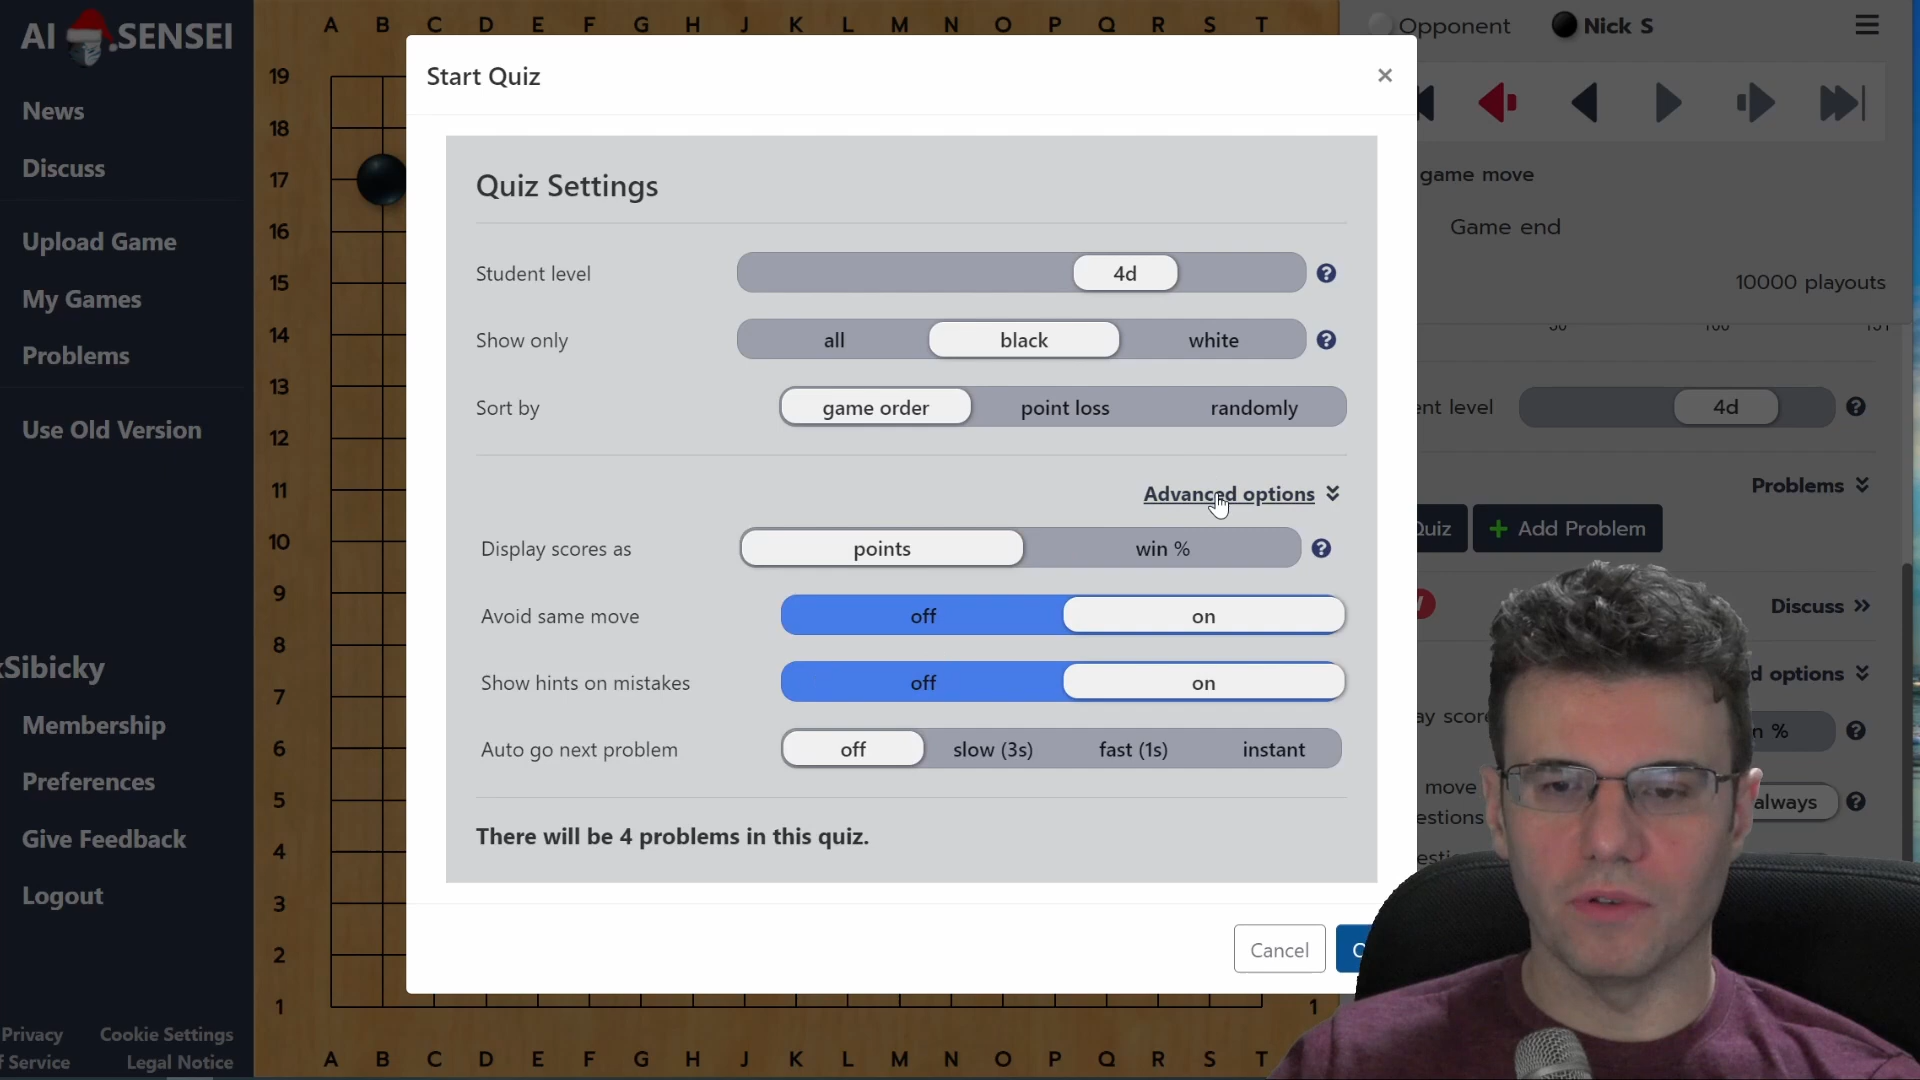 AI SENSEI
News
Discuss
Upload Game
My Games
Problems
Use Old Version
Sibicky
Membership
Preferences
Give Feedback
Logout
Privacy Cookie Settings
Service Legal Notice
A B C D E F G H J K L M N O P Q R S T
19
18
17
16
15
14
13
12
11
10
9
8
7
6
5
4
3
2
1 1
A B C D E F G H J K L M N O P Q R S T
Start Quiz ×
Quiz Settings
Student level 4d ?
Show only all black white ?
Sort by game order point loss randomly
Advanced options
Display scores as points win % ?
Avoid same move off on
Show hints on mistakes off on
Auto go next problem off slow (3s) fast (1s) instant
There will be 4 problems in this quiz.
Cancel
Opponent Nick S
game move
Game end
10000 playouts
level 4d ?
Problems
Quiz + Add Problem
Discuss
options
% ?
move always ?